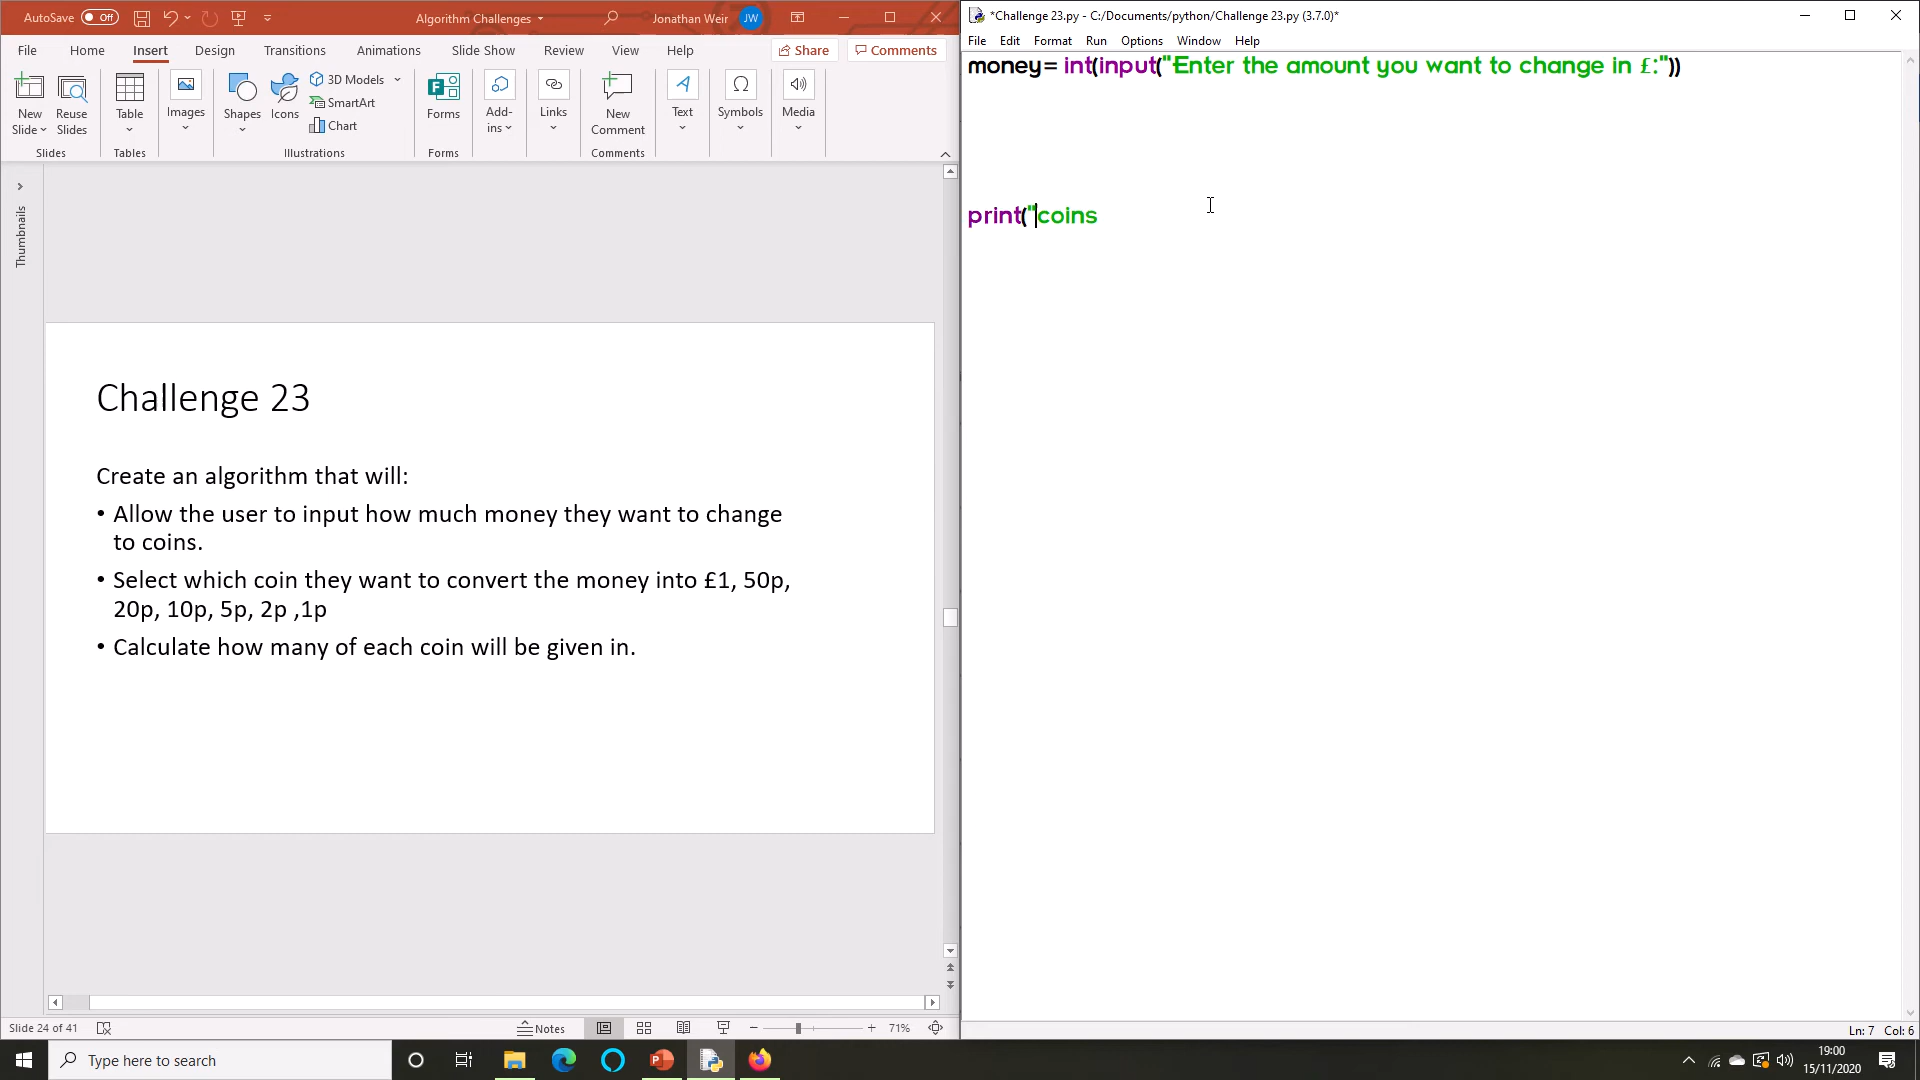 AutoSave Off Algorithm Challenges Jonathan Weir JW
File Home Insert Design Transitions Animations Slide Show Review View Help Share Comments
New Slide
Reuse Slides
Table
Images
Shapes
Icons
3D Models
SmartArt
Chart
Forms
Add-ins
Links
New Comment
Text
Symbols
Media
Slides Tables Illustrations Forms Comments
Thumbnails
Challenge 23
Create an algorithm that will:
• Allow the user to input how much money they want to change
to coins.
• Select which coin they want to convert the money into £1, 50p,
20p, 10p, 5p, 2p ,1p
• Calculate how many of each coin will be given in.
Slide 24 of 41 Notes 71%
*Challenge 23.py - C:/Documents/python/Challenge 23.py (3.7.0)*
File Edit Format Run Options Window Help
money= int(input("Enter the amount you want to change in £:"))
print("coins
Ln: 7 Col: 6
Type here to search
19:00
15/11/2020